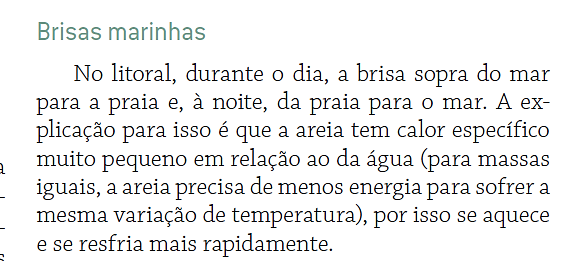 Brisas marinhas
No litoral, durante o dia, a brisa sopra do mar
para a praia e, à noite, da praia para o mar. A ex-
plicação para isso é que a areia tem calor específico
muito pequeno em relação ao da água (para massas
iguais, a areia precisa de menos energia para sofrer a
mesma variação de temperatura), por isso se aquece
e se resfria mais rapidamente.